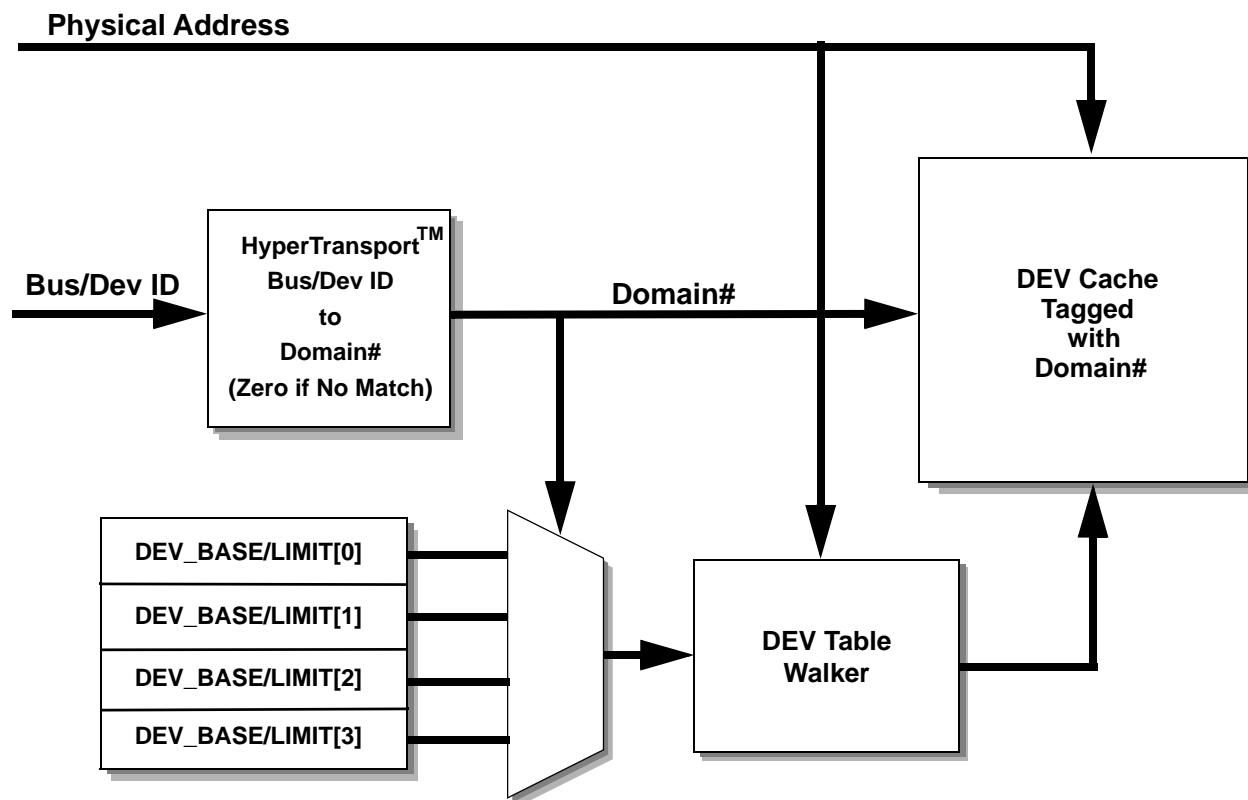 Physical Address
HyperTransport™
Bus/Dev ID
to
Domain#
(Zero if No Match)
Bus/Dev ID
Domain#
DEV Cache
Tagged
with
Domain#
DEV_BASE/LIMIT[0]
DEV_BASE/LIMIT[1]
DEV_BASE/LIMIT[2]
DEV_BASE/LIMIT[3]
DEV Table
Walker